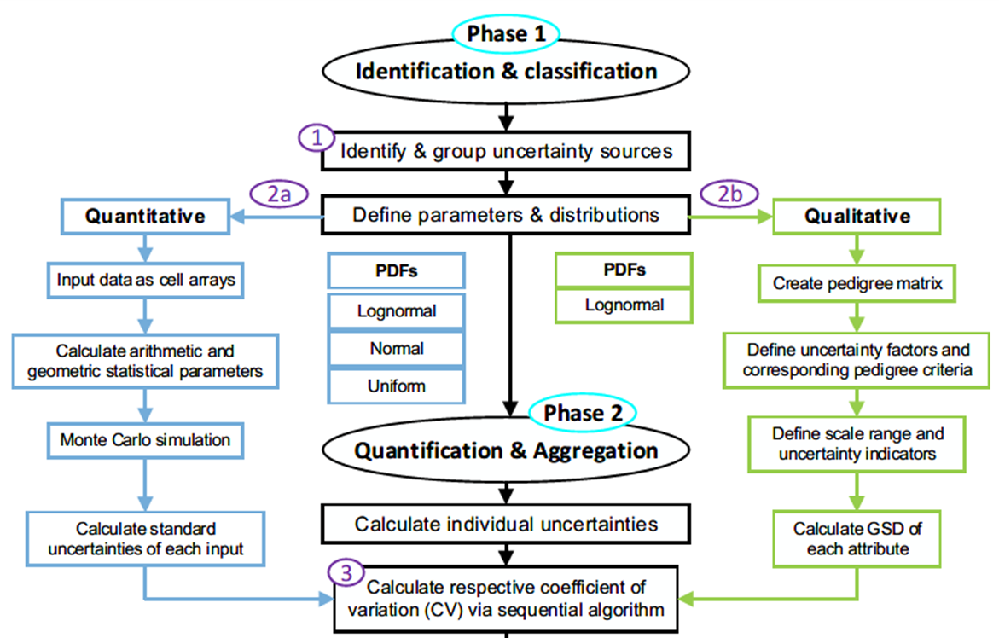 Phase 1
Identification & classification
1
Identify & group uncertainty sources
2a
2b
Quantitative
Define parameters & distributions
Qualitative
Input data as cell arrays
PDFs
Lognormal
Normal
Uniform
PDFs
Lognormal
Create pedigree matrix
Calculate arithmetic and
geometric statistical parameters
Define uncertainty factors and
corresponding pedigree criteria
Monte Carlo simulation
Phase 2
Quantification & Aggregation
Define scale range and
uncertainty indicators
Calculate standard
uncertainties of each input
Calculate individual uncertainties
Calculate GSD of
each attribute
3
Calculate respective coefficient of
variation (CV) via sequential algorithm